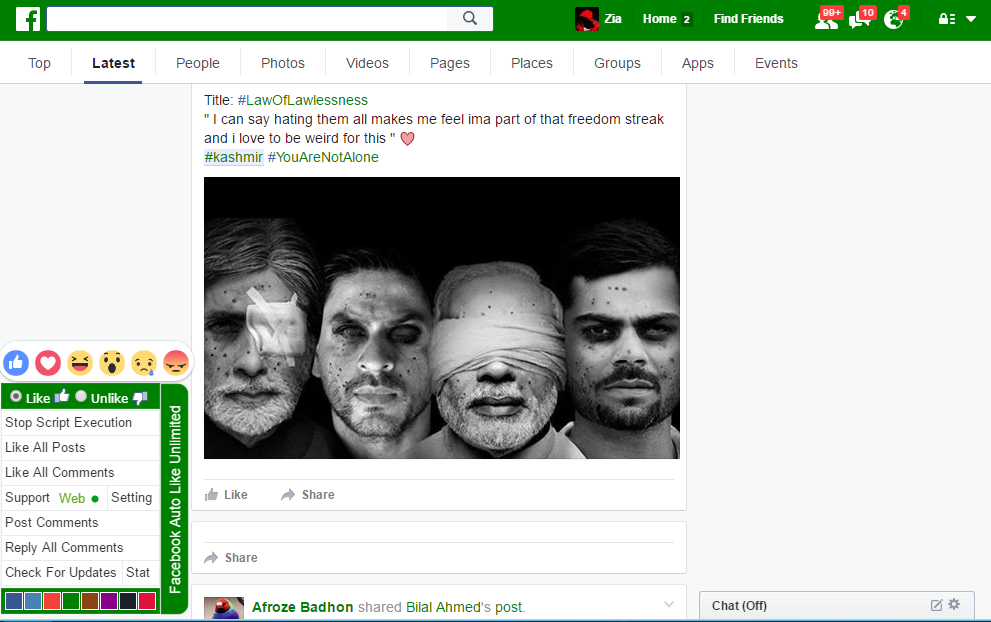 f
Zia Home 2 Find Friends 99+ 10 4
Top Latest People Photos Videos Pages Places Groups Apps Events
Title: #LawOfLawlessness
" I can say hating them all makes me feel ima part of that freedom streak
and i love to be weird for this "
#kashmir #YouAreNotAlone
Like Share
Share
Afroze Badhon shared Bilal Ahmed's post.
Like Unlike
Stop Script Execution
Like All Posts
Like All Comments
Support Web Setting
Post Comments
Reply All Comments
Check For Updates Stat
Facebook Auto Like Unlimited
Chat (Off)